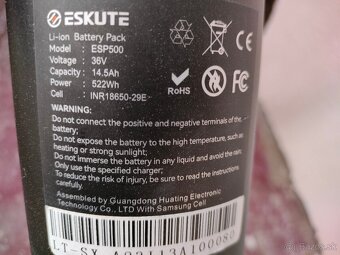 ESKUTE
Li-ion Battery Pack
Model : ESP500
Voltage : 36V
Capacity : 14.5Ah
Power : 522Wh
Cell : INR18650-29E
CE
RoHS
FC
Warning:
Do not connect the positive and negative terminals of the
battery;
Do not expose the battery to the high temperature, such as
heating or strong sunlight;
Do not immerse the battery in any liquid and avoid the rain.
Only use the specified charger;
To reduce the risk of injury, be sure to read the instructions
carefully.
Assembled by Guangdong Huating Electronic
Technology Co., LTD With Samsung Cell